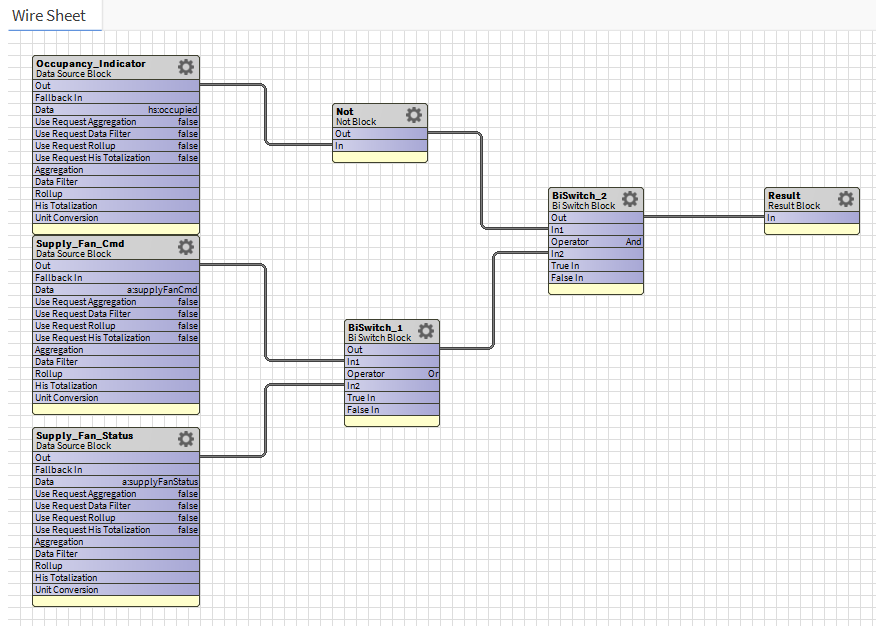 Wire Sheet
Occupancy_Indicator
Data Source Block
Out
Fallback In
Data hs:occupied
Use Request Aggregation false
Use Request Data Filter false
Use Request Rollup false
Use Request His Totalization false
Aggregation
Data Filter
Rollup
His Totalization
Unit Conversion
Supply_Fan_Cmd
Data Source Block
Out
Fallback In
Data a:supplyFanCmd
Use Request Aggregation false
Use Request Data Filter false
Use Request Rollup false
Use Request His Totalization false
Aggregation
Data Filter
Rollup
His Totalization
Unit Conversion
Supply_Fan_Status
Data Source Block
Out
Fallback In
Data a:supplyFanStatus
Use Request Aggregation false
Use Request Data Filter false
Use Request Rollup false
Use Request His Totalization false
Aggregation
Data Filter
Rollup
His Totalization
Unit Conversion
Not
Not Block
Out
In
BiSwitch_1
Bi Switch Block
Out
In1
Operator Or
In2
True In
False In
BiSwitch_2
Bi Switch Block
Out
In1
Operator And
In2
True In
False In
Result
Result Block
In